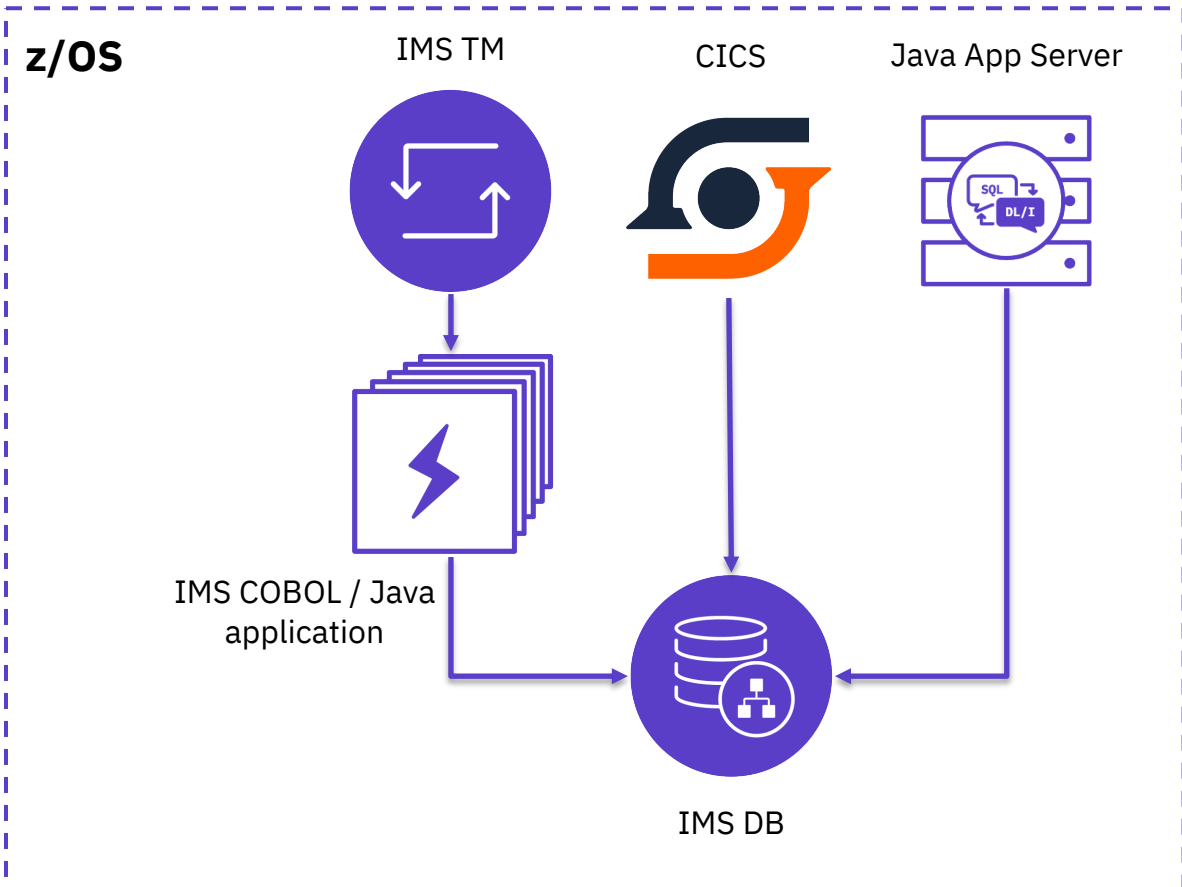 z/OS
IMS TM
CICS
Java App Server
SQL
DL/I
IMS COBOL / Java
application
IMS DB